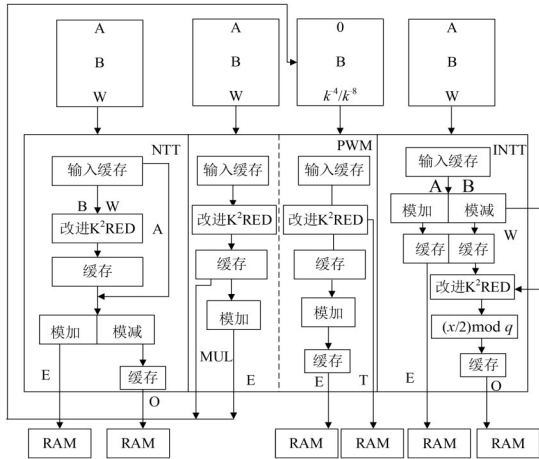 A
B
W
A
B
W
0
B
k⁻⁴/k⁻⁸
A
B
W
NTT
输入缓存
B W
A
改进K²RED
缓存
模加 模减
E
缓存
O
RAM RAM
输入缓存
改进K²RED
缓存
模加
MUL
E
PWM
输入缓存
改进K²RED
缓存
模加
缓存
E
T
RAM RAM
INTT
输入缓存
A B
模加 模减
W
缓存 缓存
改进K²RED
(x/2)mod q
缓存
E
O
RAM RAM